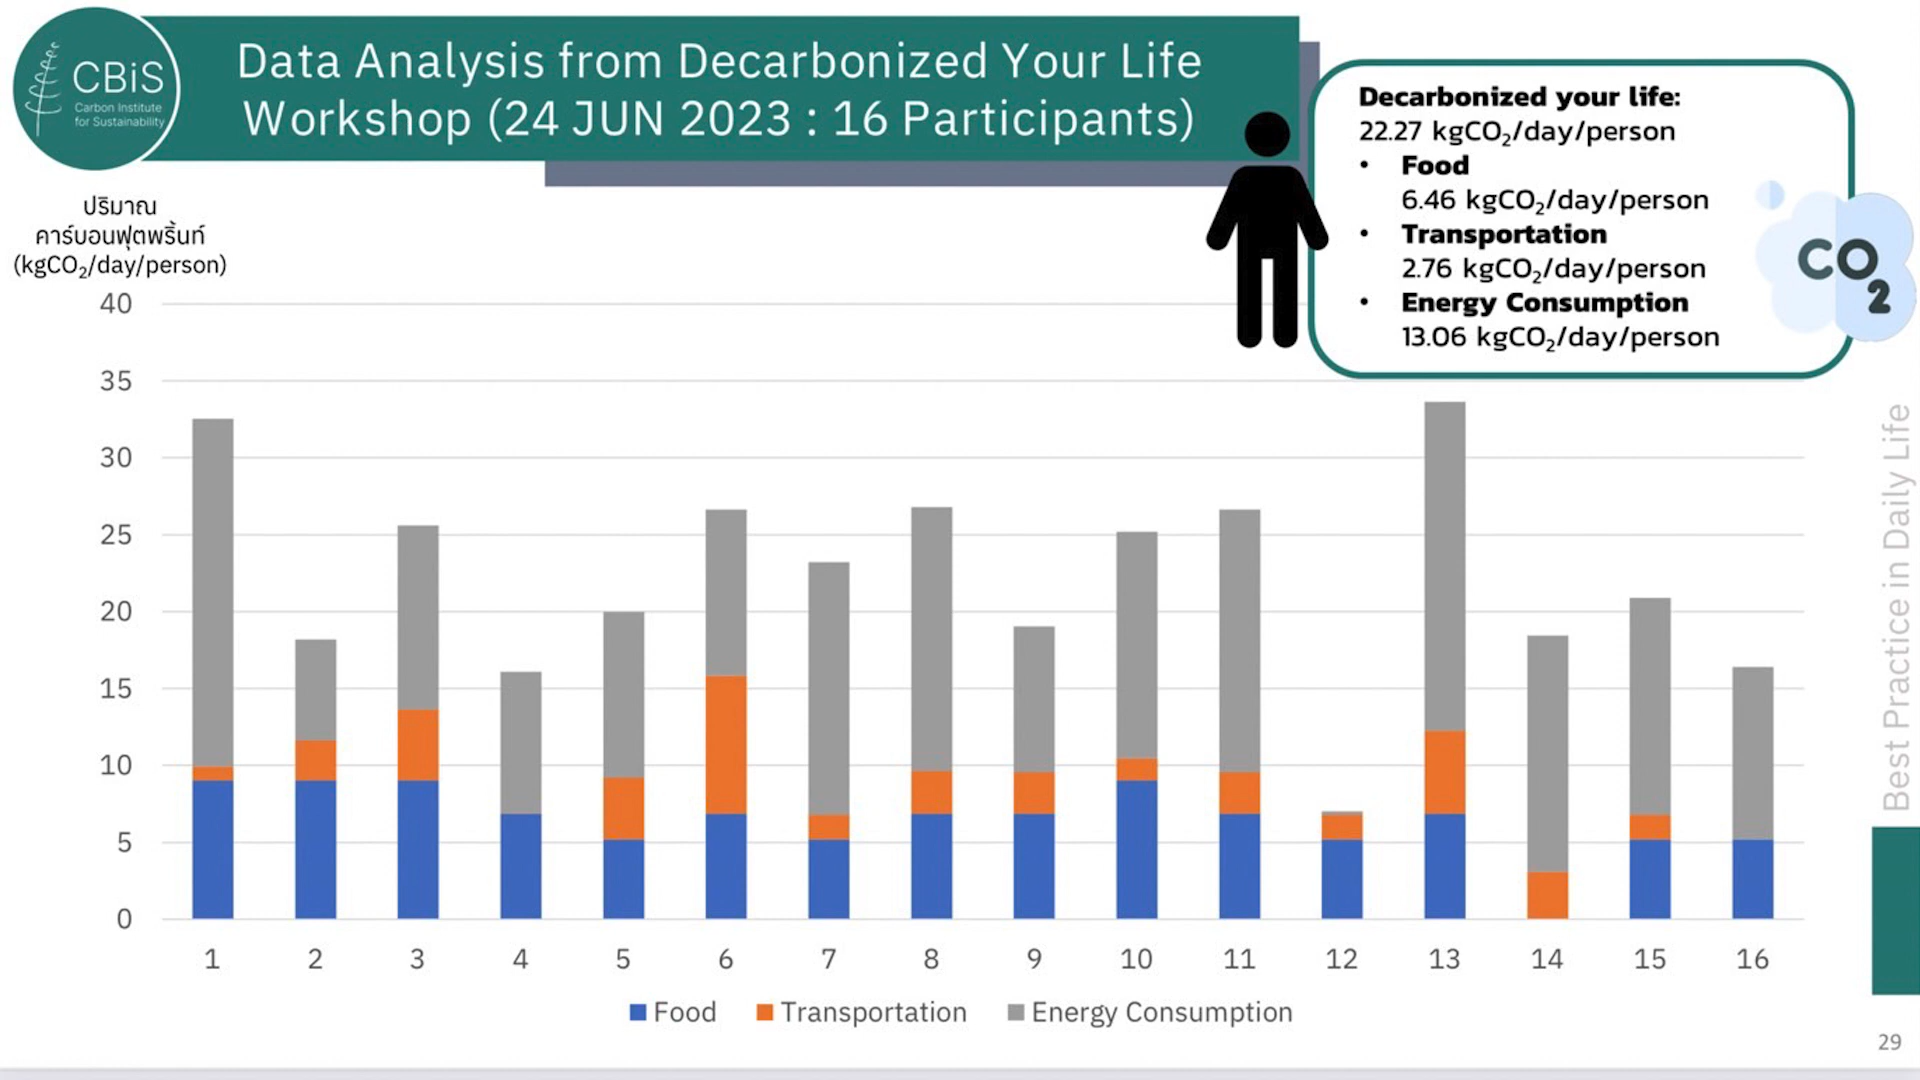 CBiS
Carbon Institute
for Sustainability
Data Analysis from Decarbonized Your Life
Workshop (24 JUN 2023 : 16 Participants)
Decarbonized your life:
22.27 kgCO₂/day/person
• Food
6.46 kgCO₂/day/person
• Transportation
2.76 kgCO₂/day/person
• Energy Consumption
13.06 kgCO₂/day/person
CO₂
ปริมาณ
คาร์บอนฟุตพริ้นท์
(kgCO₂/day/person)
40
35
30
25
20
15
10
5
0
1 2 3 4 5 6 7 8 9 10 11 12 13 14 15 16
Food Transportation Energy Consumption
Best Practice in Daily Life
29